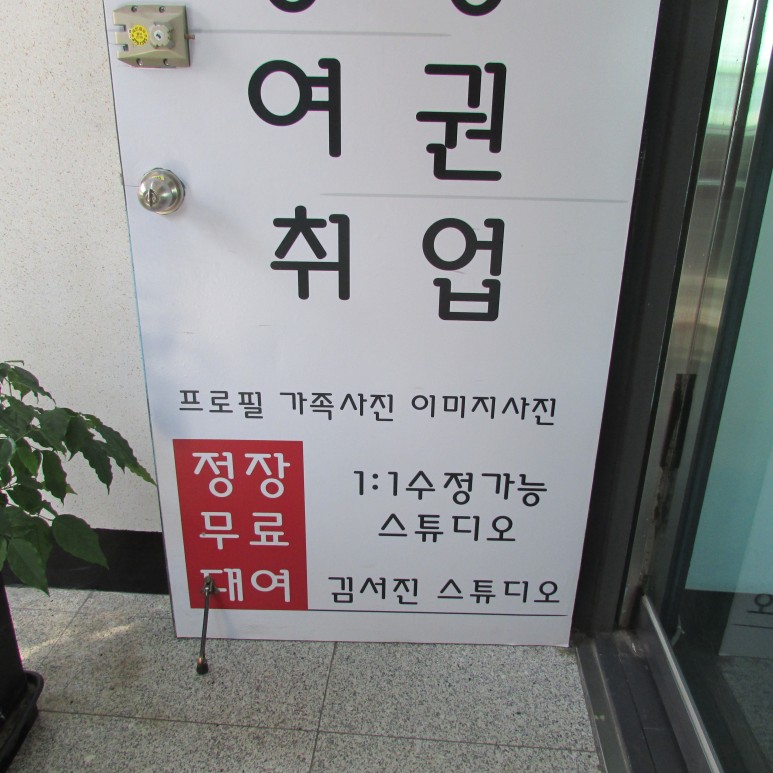 여권
취업
프로필 가족사진 이미지사진
정장
무료
대여
1:1수정가능
스튜디오
김서진 스튜디오